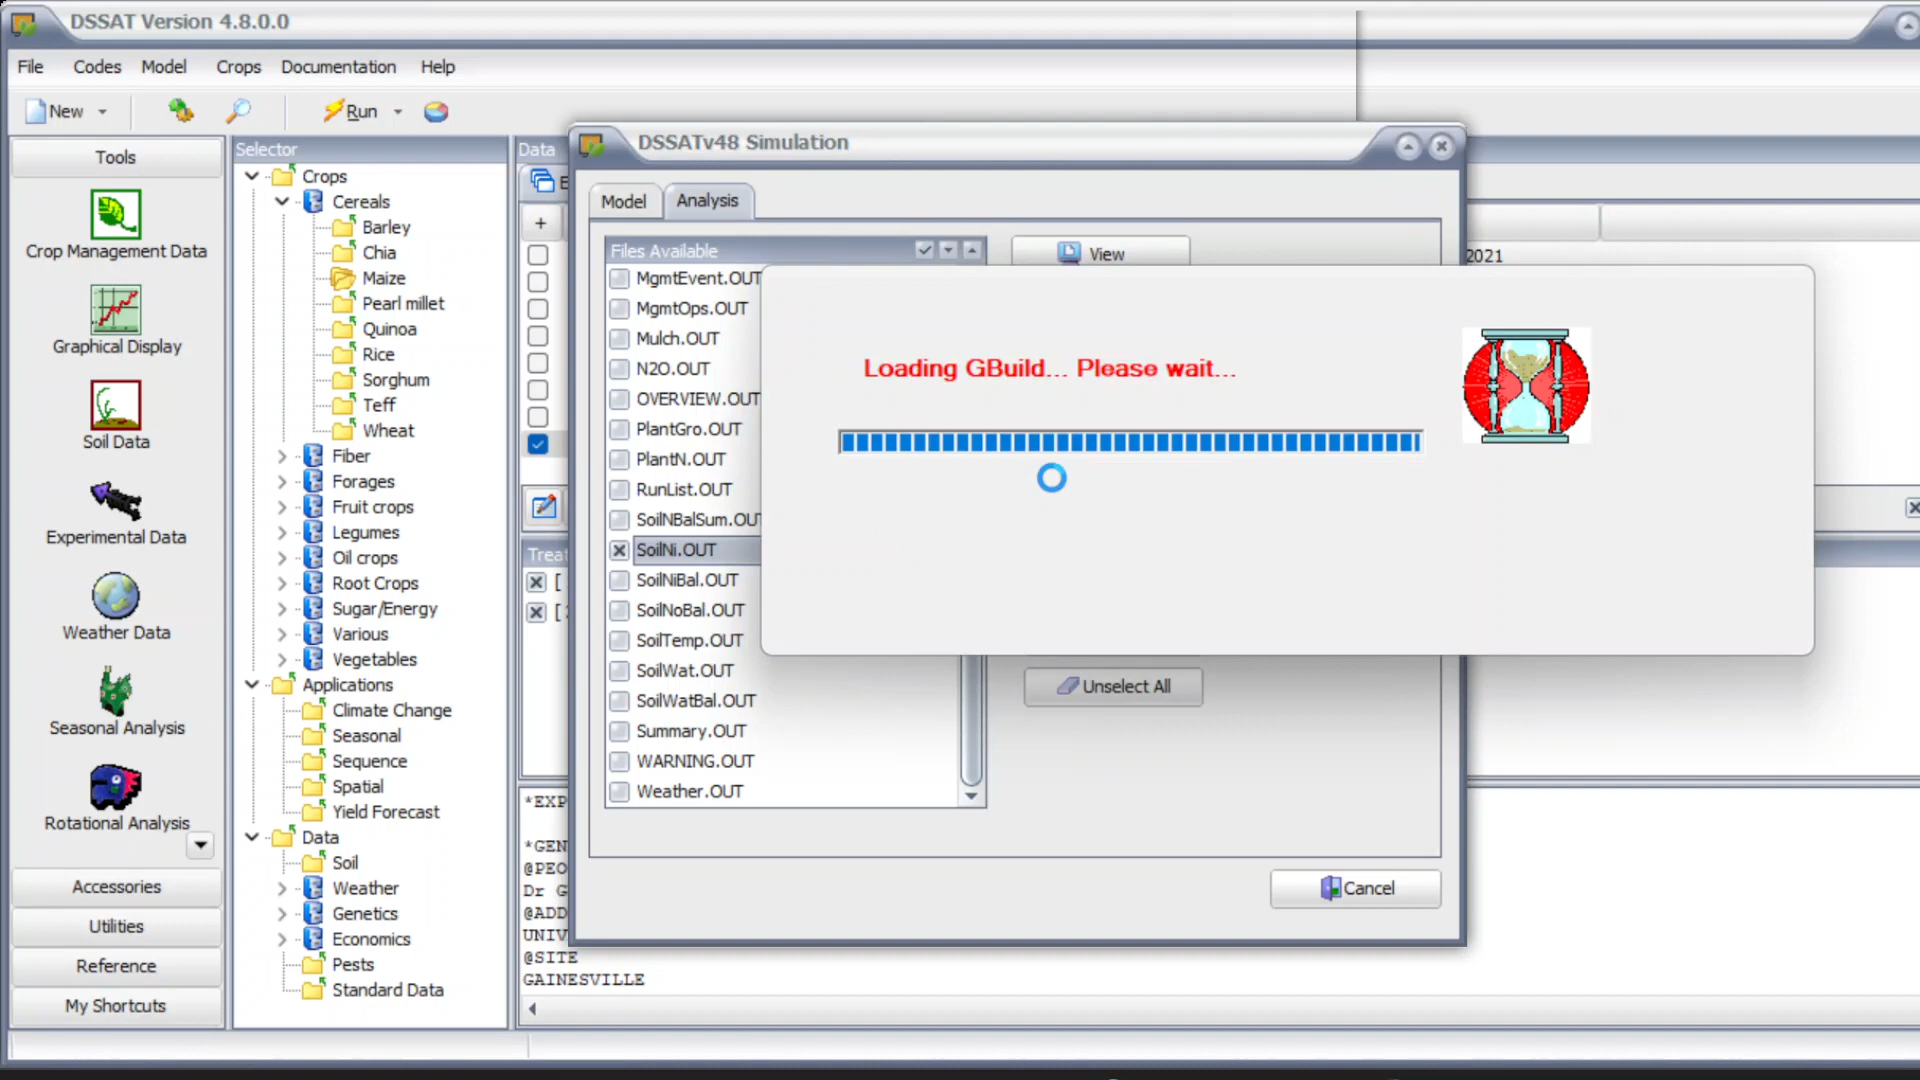 DSSAT Version 4.8.0.0
File Codes Model Crops Documentation Help
New Run
Tools
Crop Management Data
Graphical Display
Soil Data
Experimental Data
Weather Data
Seasonal Analysis
Rotational Analysis
Accessories
Utilities
Reference
My Shortcuts
Selector
Crops
Cereals
Barley
Chia
Maize
Pearl millet
Quinoa
Rice
Sorghum
Teff
Wheat
Fiber
Forages
Fruit crops
Legumes
Oil crops
Root Crops
Sugar/Energy
Various
Vegetables
Applications
Climate Change
Seasonal
Sequence
Spatial
Yield Forecast
Data
Soil
Weather
Genetics
Economics
Pests
Standard Data
Data
E
+
Treat
[
[
*EXP
*GEN
@PEO
Dr G
@ADD
UNIV
@SITE
GAINESVILLE
2021
DSSATv48 Simulation
Model Analysis
Files Available
MgmtEvent.OUT
MgmtOps.OUT
Mulch.OUT
N2O.OUT
OVERVIEW.OUT
PlantGro.OUT
PlantN.OUT
RunList.OUT
SoilNBalSum.OUT
SoilNi.OUT
SoilNiBal.OUT
SoilNoBal.OUT
SoilTemp.OUT
SoilWat.OUT
SoilWatBal.OUT
Summary.OUT
WARNING.OUT
Weather.OUT
View
Unselect All
Cancel
Loading GBuild... Please wait...